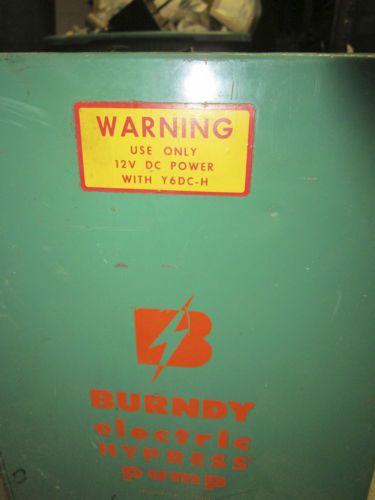 WARNING
USE ONLY
12V DC POWER
WITH Y6DC-H
B
BURNDY
electric
HYPRESS
pump